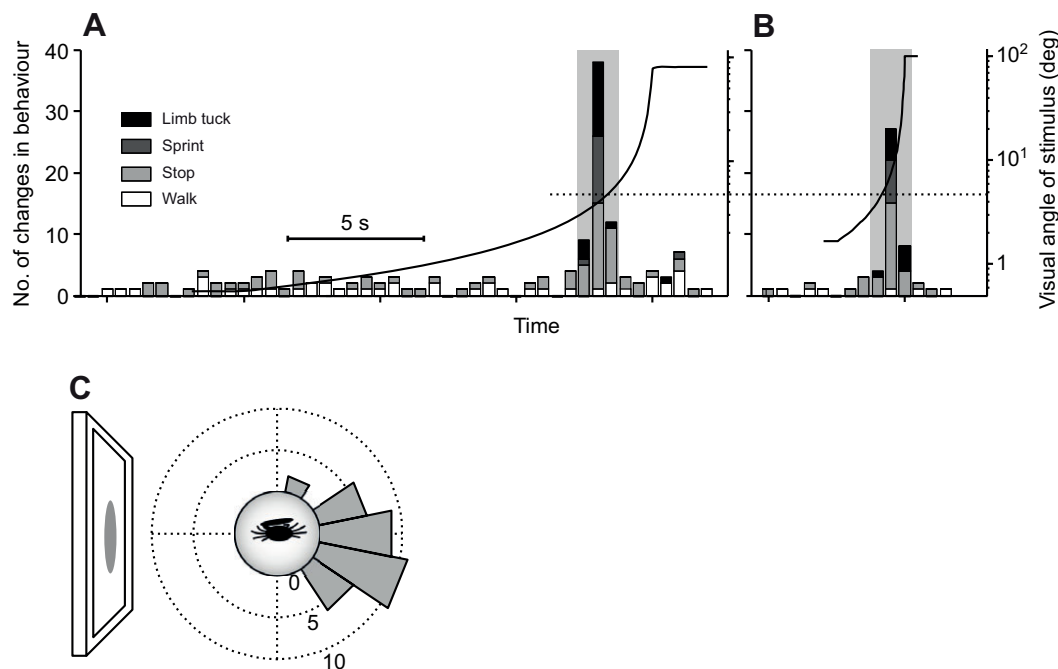 A
B
No. of changes in behaviour
40
30
20
10
0
Limb tuck
Sprint
Stop
Walk
5 s
Time
10²
10¹
1
Visual angle of stimulus (deg)
C
0
5
10